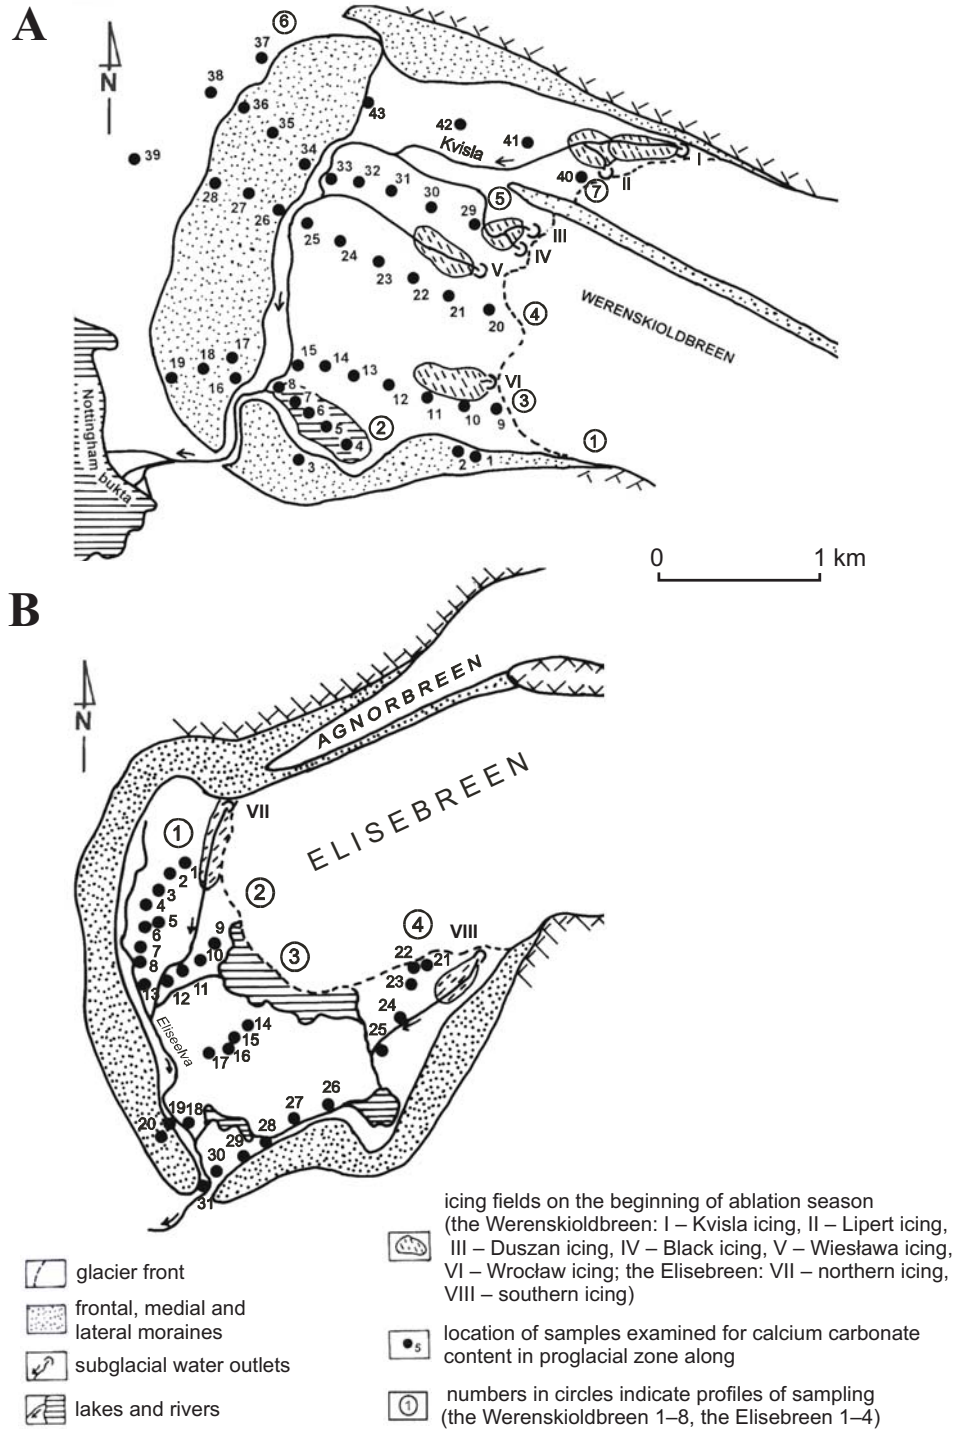 A
N
6
37
38
36
35
43
42
41
39
34
Kvisla
I
33
32
31
40
7
II
28
27
30
5
26
29
III
25
IV
24
V
23
22
21
20
4
WERENSKIOLDBREEN
17
15
14
18
13
19
16
8
12
VI
7
11
10
9
3
6
Nottingham
bukta
5
2
4
1
3
2
1
0 1 km
B
N
AGNORBREEN
ELISEBREEN
VII
1
1
2
3
2
4
5
6
9
4
7
10
3
22
21
VIII
8
11
23
13
12
24
14
25
Eliseelva
15
16
17
26
19
18
27
20
28
29
30
31
glacier front
frontal, medial and
lateral moraines
subglacial water outlets
lakes and rivers
icing fields on the beginning of ablation season
(the Werenskioldbreen: I – Kvisla icing, II – Lipert icing,
III – Duszan icing, IV – Black icing, V – Wiesława icing,
VI – Wrocław icing; the Elisebreen: VII – northern icing,
VIII – southern icing)
5
location of samples examined for calcium carbonate
content in proglacial zone along
1
numbers in circles indicate profiles of sampling
(the Werenskioldbreen 1–8, the Elisebreen 1–4)